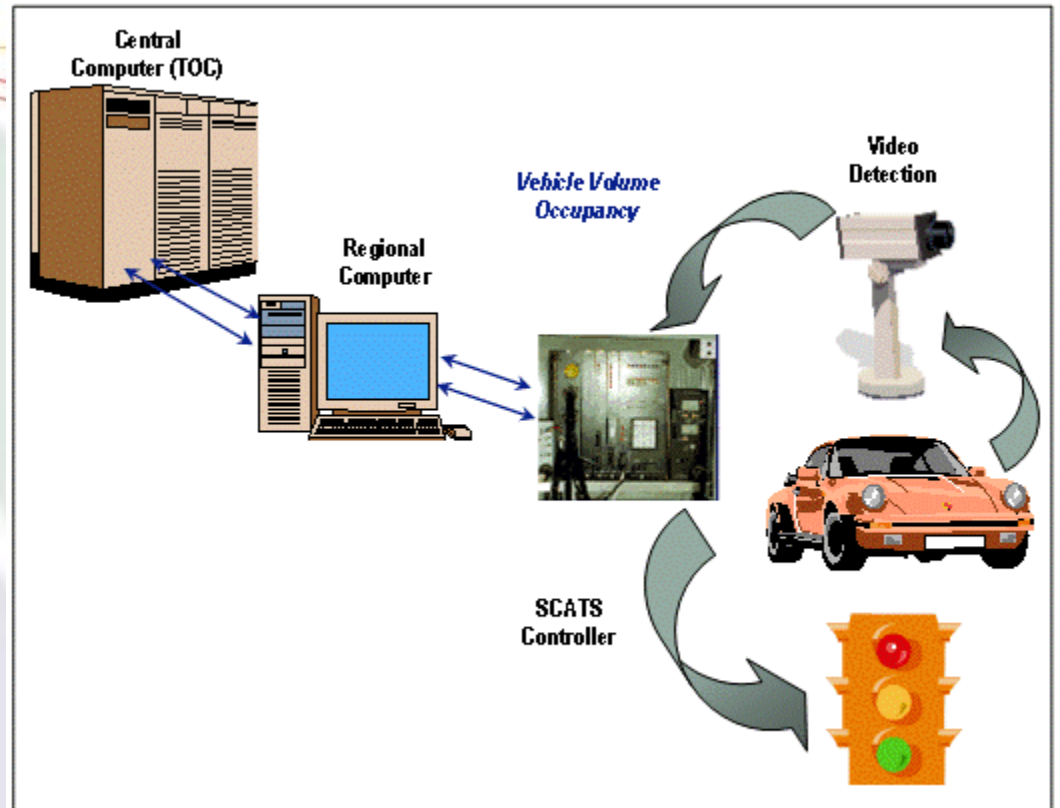 Central
Computer (TOC)
Video
Detection
Vehicle Volume
Occupancy
Regional
Computer
SCATS
Controller